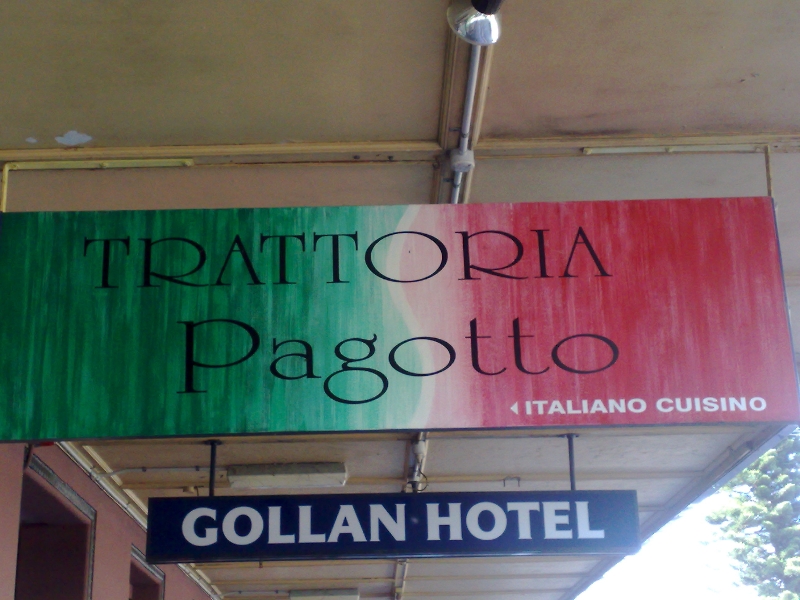 TRATTORIA
Pagotto
ITALIANO CUISINO
GOLLAN HOTEL